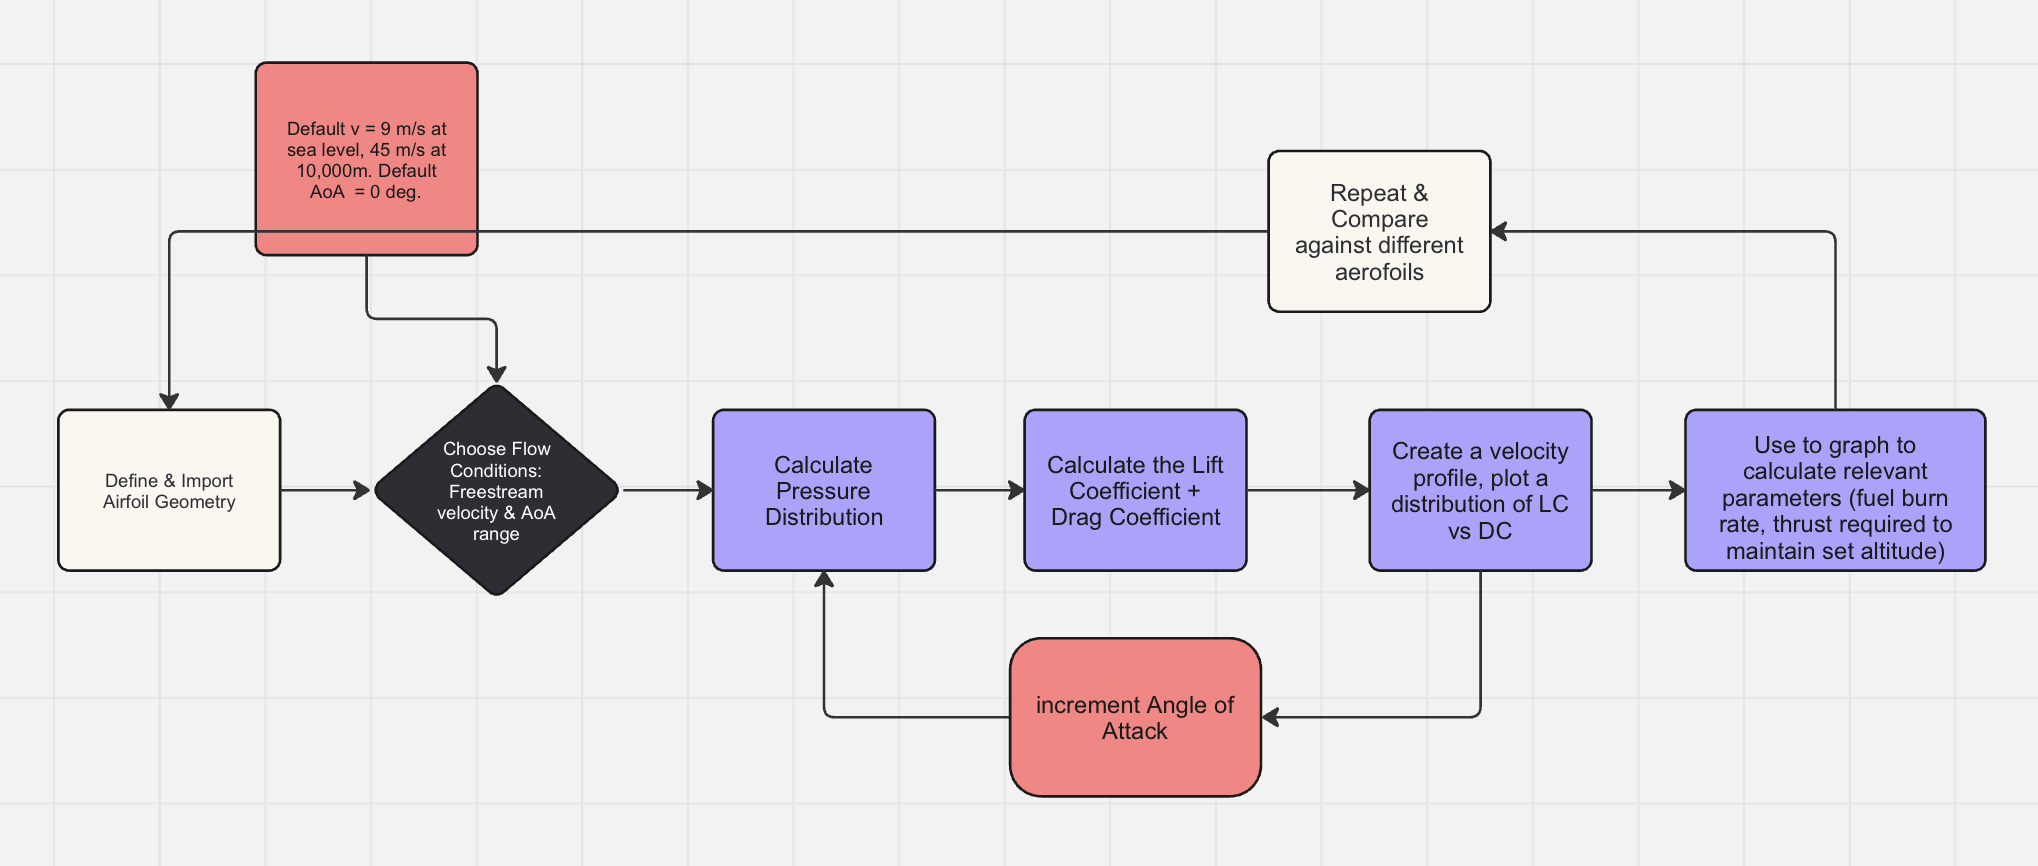 Default v = 9 m/s at
sea level, 45 m/s at
10,000m. Default
AoA  = 0 deg.
Repeat &
Compare
against different
aerofoils
Define & Import
Airfoil Geometry
Choose Flow
Conditions:
Freestream
velocity & AoA
range
Calculate
Pressure
Distribution
Calculate the Lift
Coefficient +
Drag Coefficient
Create a velocity
profile, plot a
distribution of LC
vs DC
Use to graph to
calculate relevant
parameters (fuel burn
rate, thrust required to
maintain set altitude)
increment Angle of
Attack